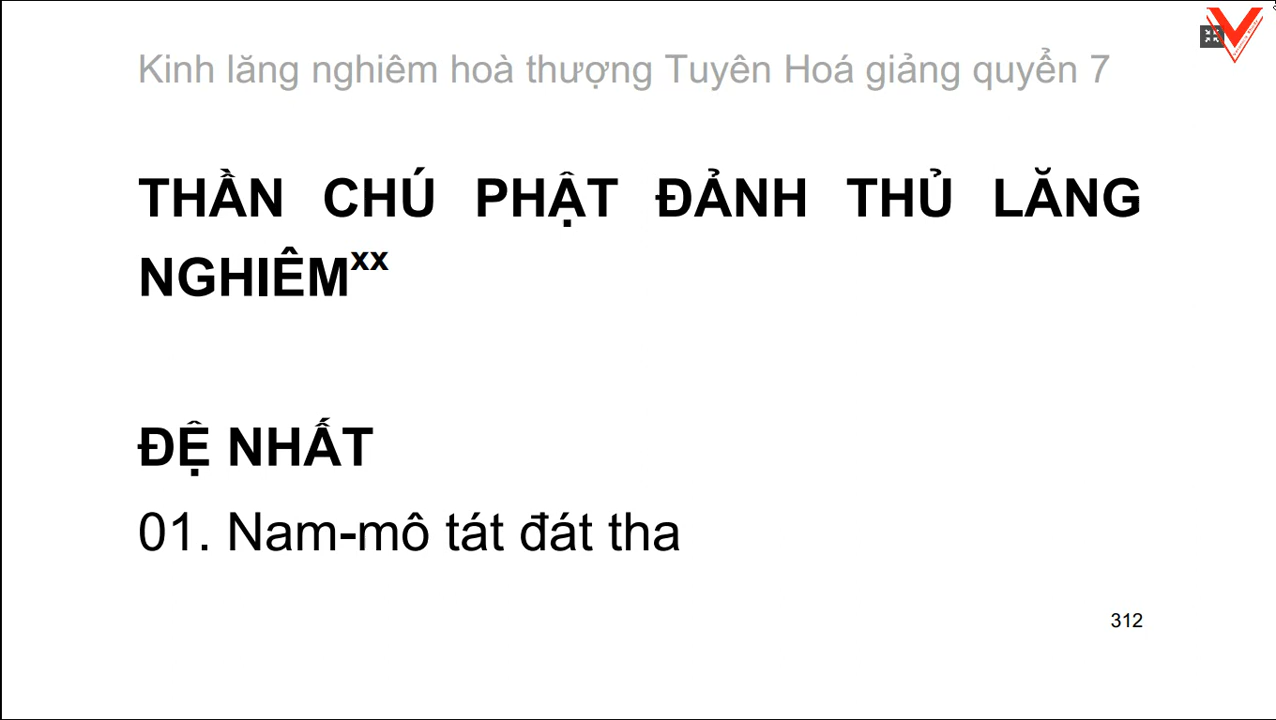 Kinh lăng nghiêm hoà thượng Tuyên Hoá giảng quyển 7
THẦN CHÚ PHẬT ĐẢNH THỦ LĂNG
NGHIÊMxx
ĐỆ NHẤT
01. Nam-mô tát đát tha
312